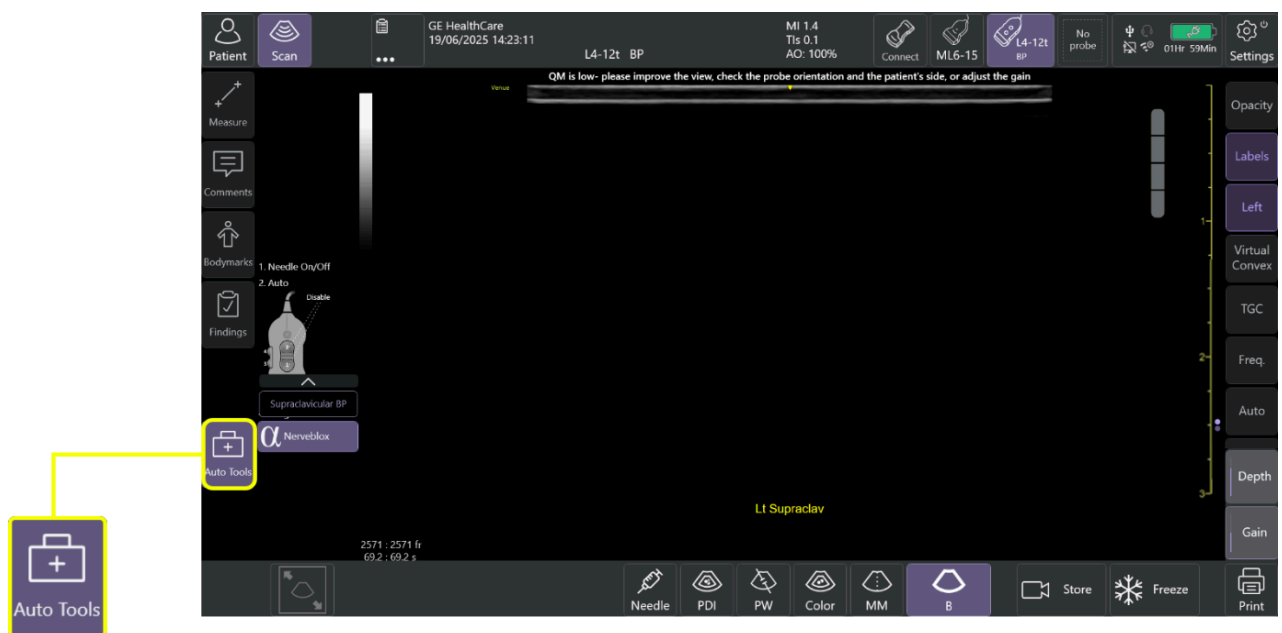 Patient
Scan
•••
GE HealthCare
19/06/2025 14:23:11
L4-12t BP
MI 1.4
TIs 0.1
AO: 100%
Connect
ML6-15
L4-12t
BP
No
probe
01Hr 59Min
Settings
QM is low- please improve the view, check the probe orientation and the patient's side, or adjust the gain
Venue
Measure
Comments
Bodymarks
Findings
1. Needle On/Off
2. Auto
Disable
Supraclavicular BP
α Nerveblox
Auto Tools
Auto Tools
1
2
3
Opacity
Labels
Left
Virtual
Convex
TGC
Freq.
Auto
Depth
Gain
Lt Supraclav
2571 : 2571 fr
69.2 : 69.2 s
Needle
PDI
PW
Color
MM
B
Store
Freeze
Print